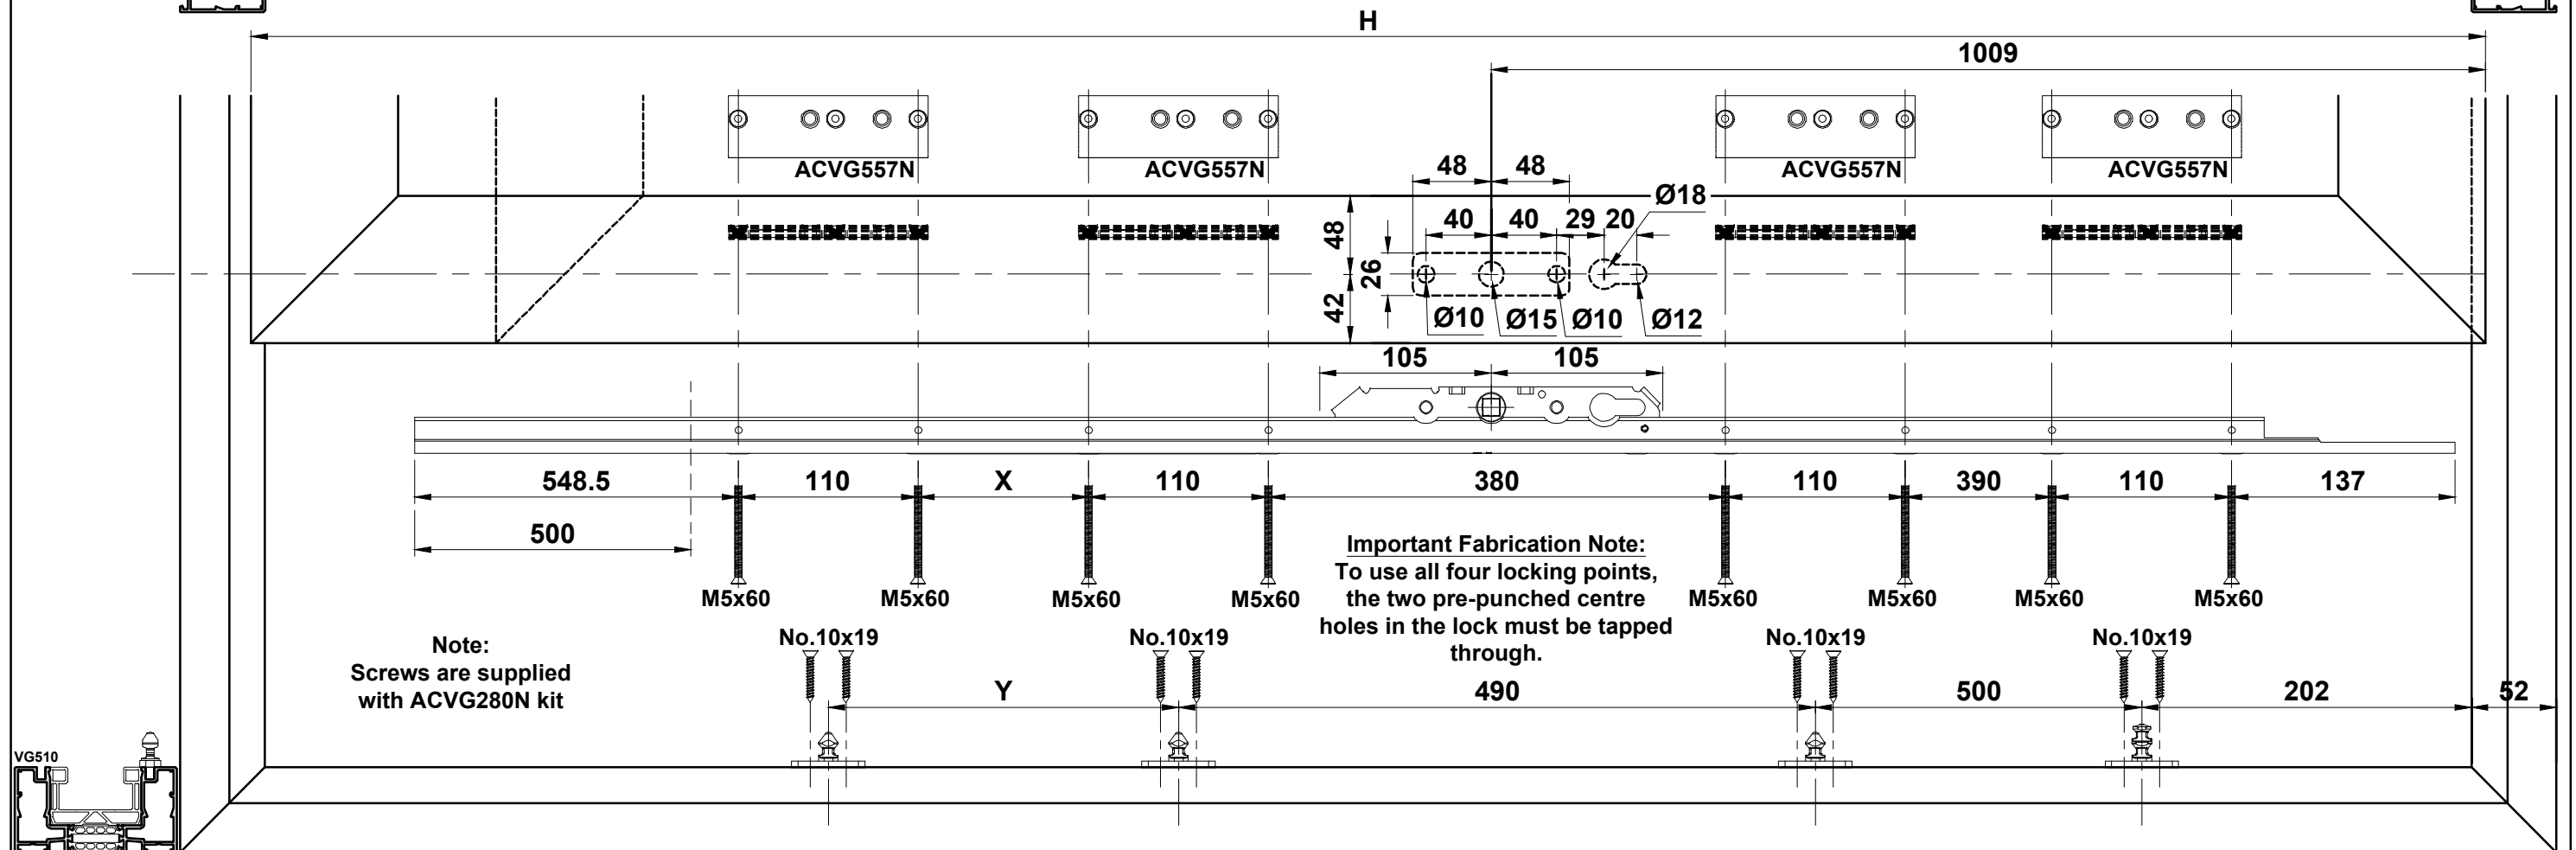 H
1009
ACVG557N
ACVG557N
ACVG557N
ACVG557N
48 48
Ø18
40 40 29 20
48
26
42
Ø10 Ø15 Ø10 Ø12
105 105
548.5 110 X 110 380 110 390 110 137
500
M5x60 M5x60 M5x60 M5x60 M5x60 M5x60 M5x60 M5x60
Important Fabrication Note:
To use all four locking points,
the two pre-punched centre
holes in the lock must be tapped
through.
No.10x19 No.10x19 No.10x19 No.10x19
Note:
Screws are supplied
with ACVG280N kit
Y 490 500 202 52
VG510